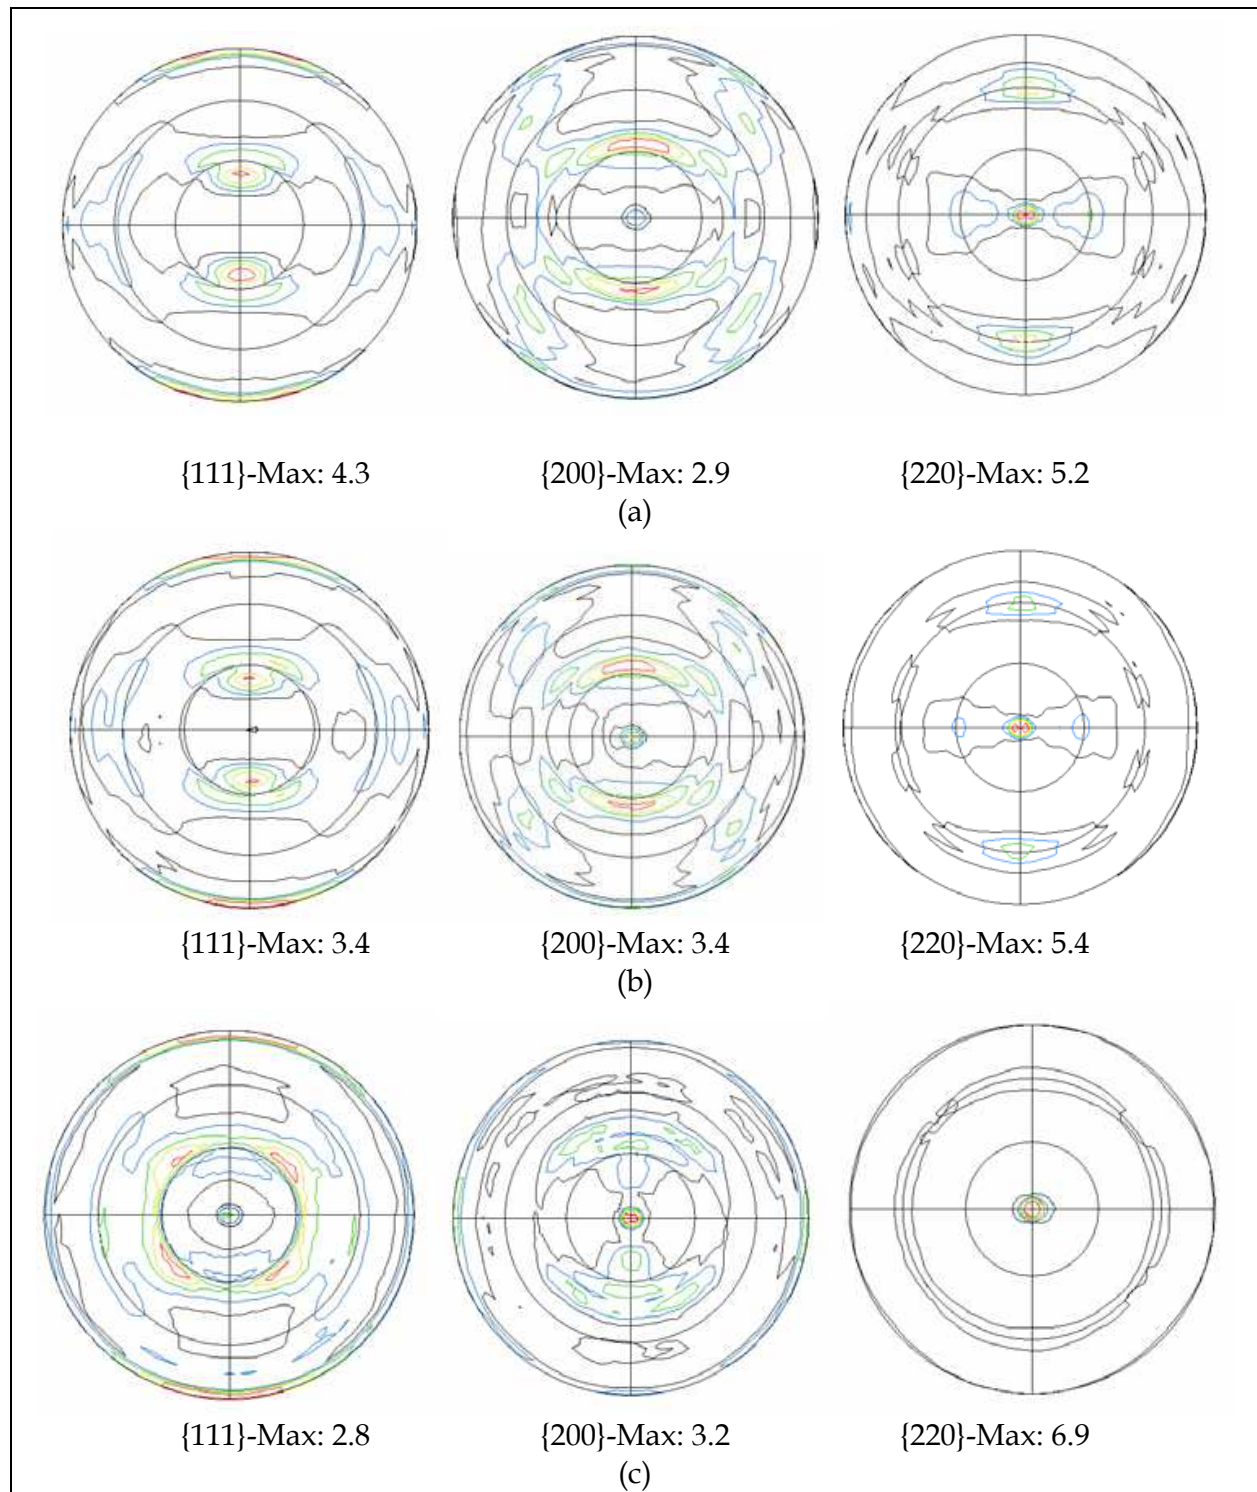 {111}-Max: 4.3 {200}-Max: 2.9 {220}-Max: 5.2
(a)
{111}-Max: 3.4 {200}-Max: 3.4 {220}-Max: 5.4
(b)
{111}-Max: 2.8 {200}-Max: 3.2 {220}-Max: 6.9
(c)